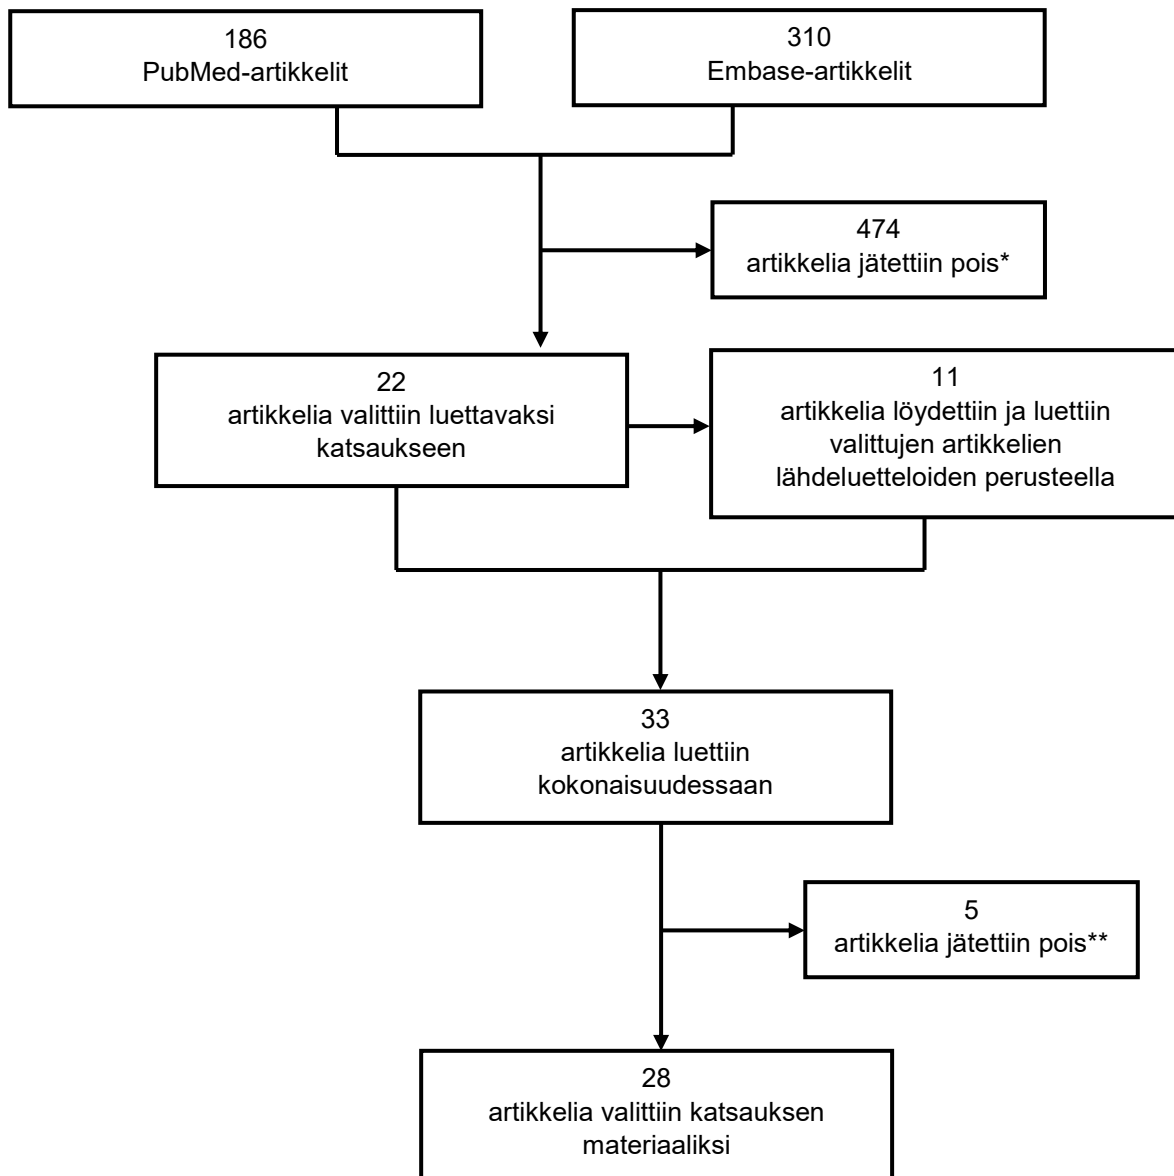 186
PubMed-artikkelit
310
Embase-artikkelit
474
artikkelia jätettiin pois*
22
artikkelia valittiin luettavaksi
katsaukseen
11
artikkelia löydettiin ja luettiin
valittujen artikkelien
lähdeluetteloiden perusteella
33
artikkelia luettiin
kokonaisuudessaan
5
artikkelia jätettiin pois**
28
artikkelia valittiin katsauksen
materiaaliksi